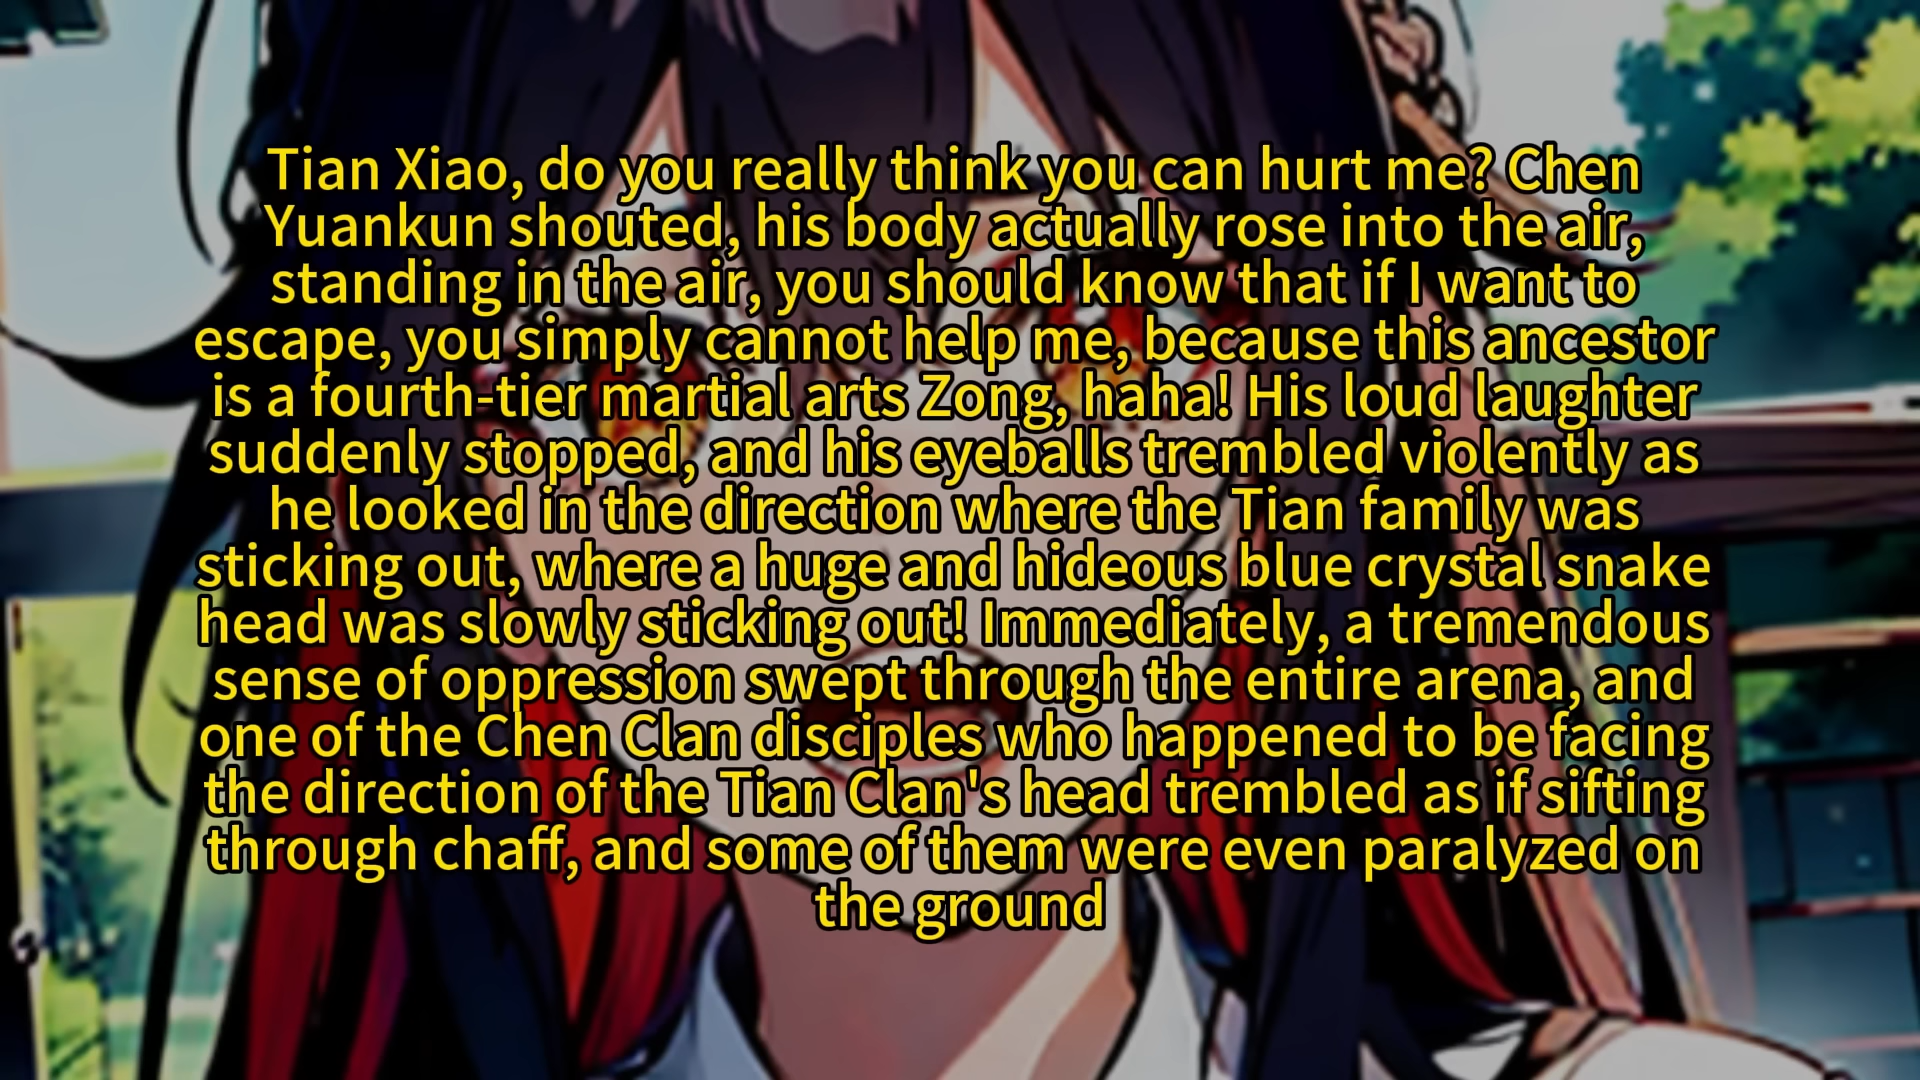 Tian Xiao, do you really think you can hurt me? Chen
Yuankun shouted, his body actually rose into the air,
standing in the air, you should know that if I want to
escape, you simply cannot help me, because this ancestor
is a fourth-tier martial arts Zong, haha! His loud laughter
suddenly stopped, and his eyeballs trembled violently as
he looked in the direction where the Tian family was
sticking out, where a huge and hideous blue crystal snake
head was slowly sticking out! Immediately, a tremendous
sense of oppression swept through the entire arena, and
one of the Chen Clan disciples who happened to be facing
the direction of the Tian Clan's head trembled as if sifting
through chaff, and some of them were even paralyzed on
the ground